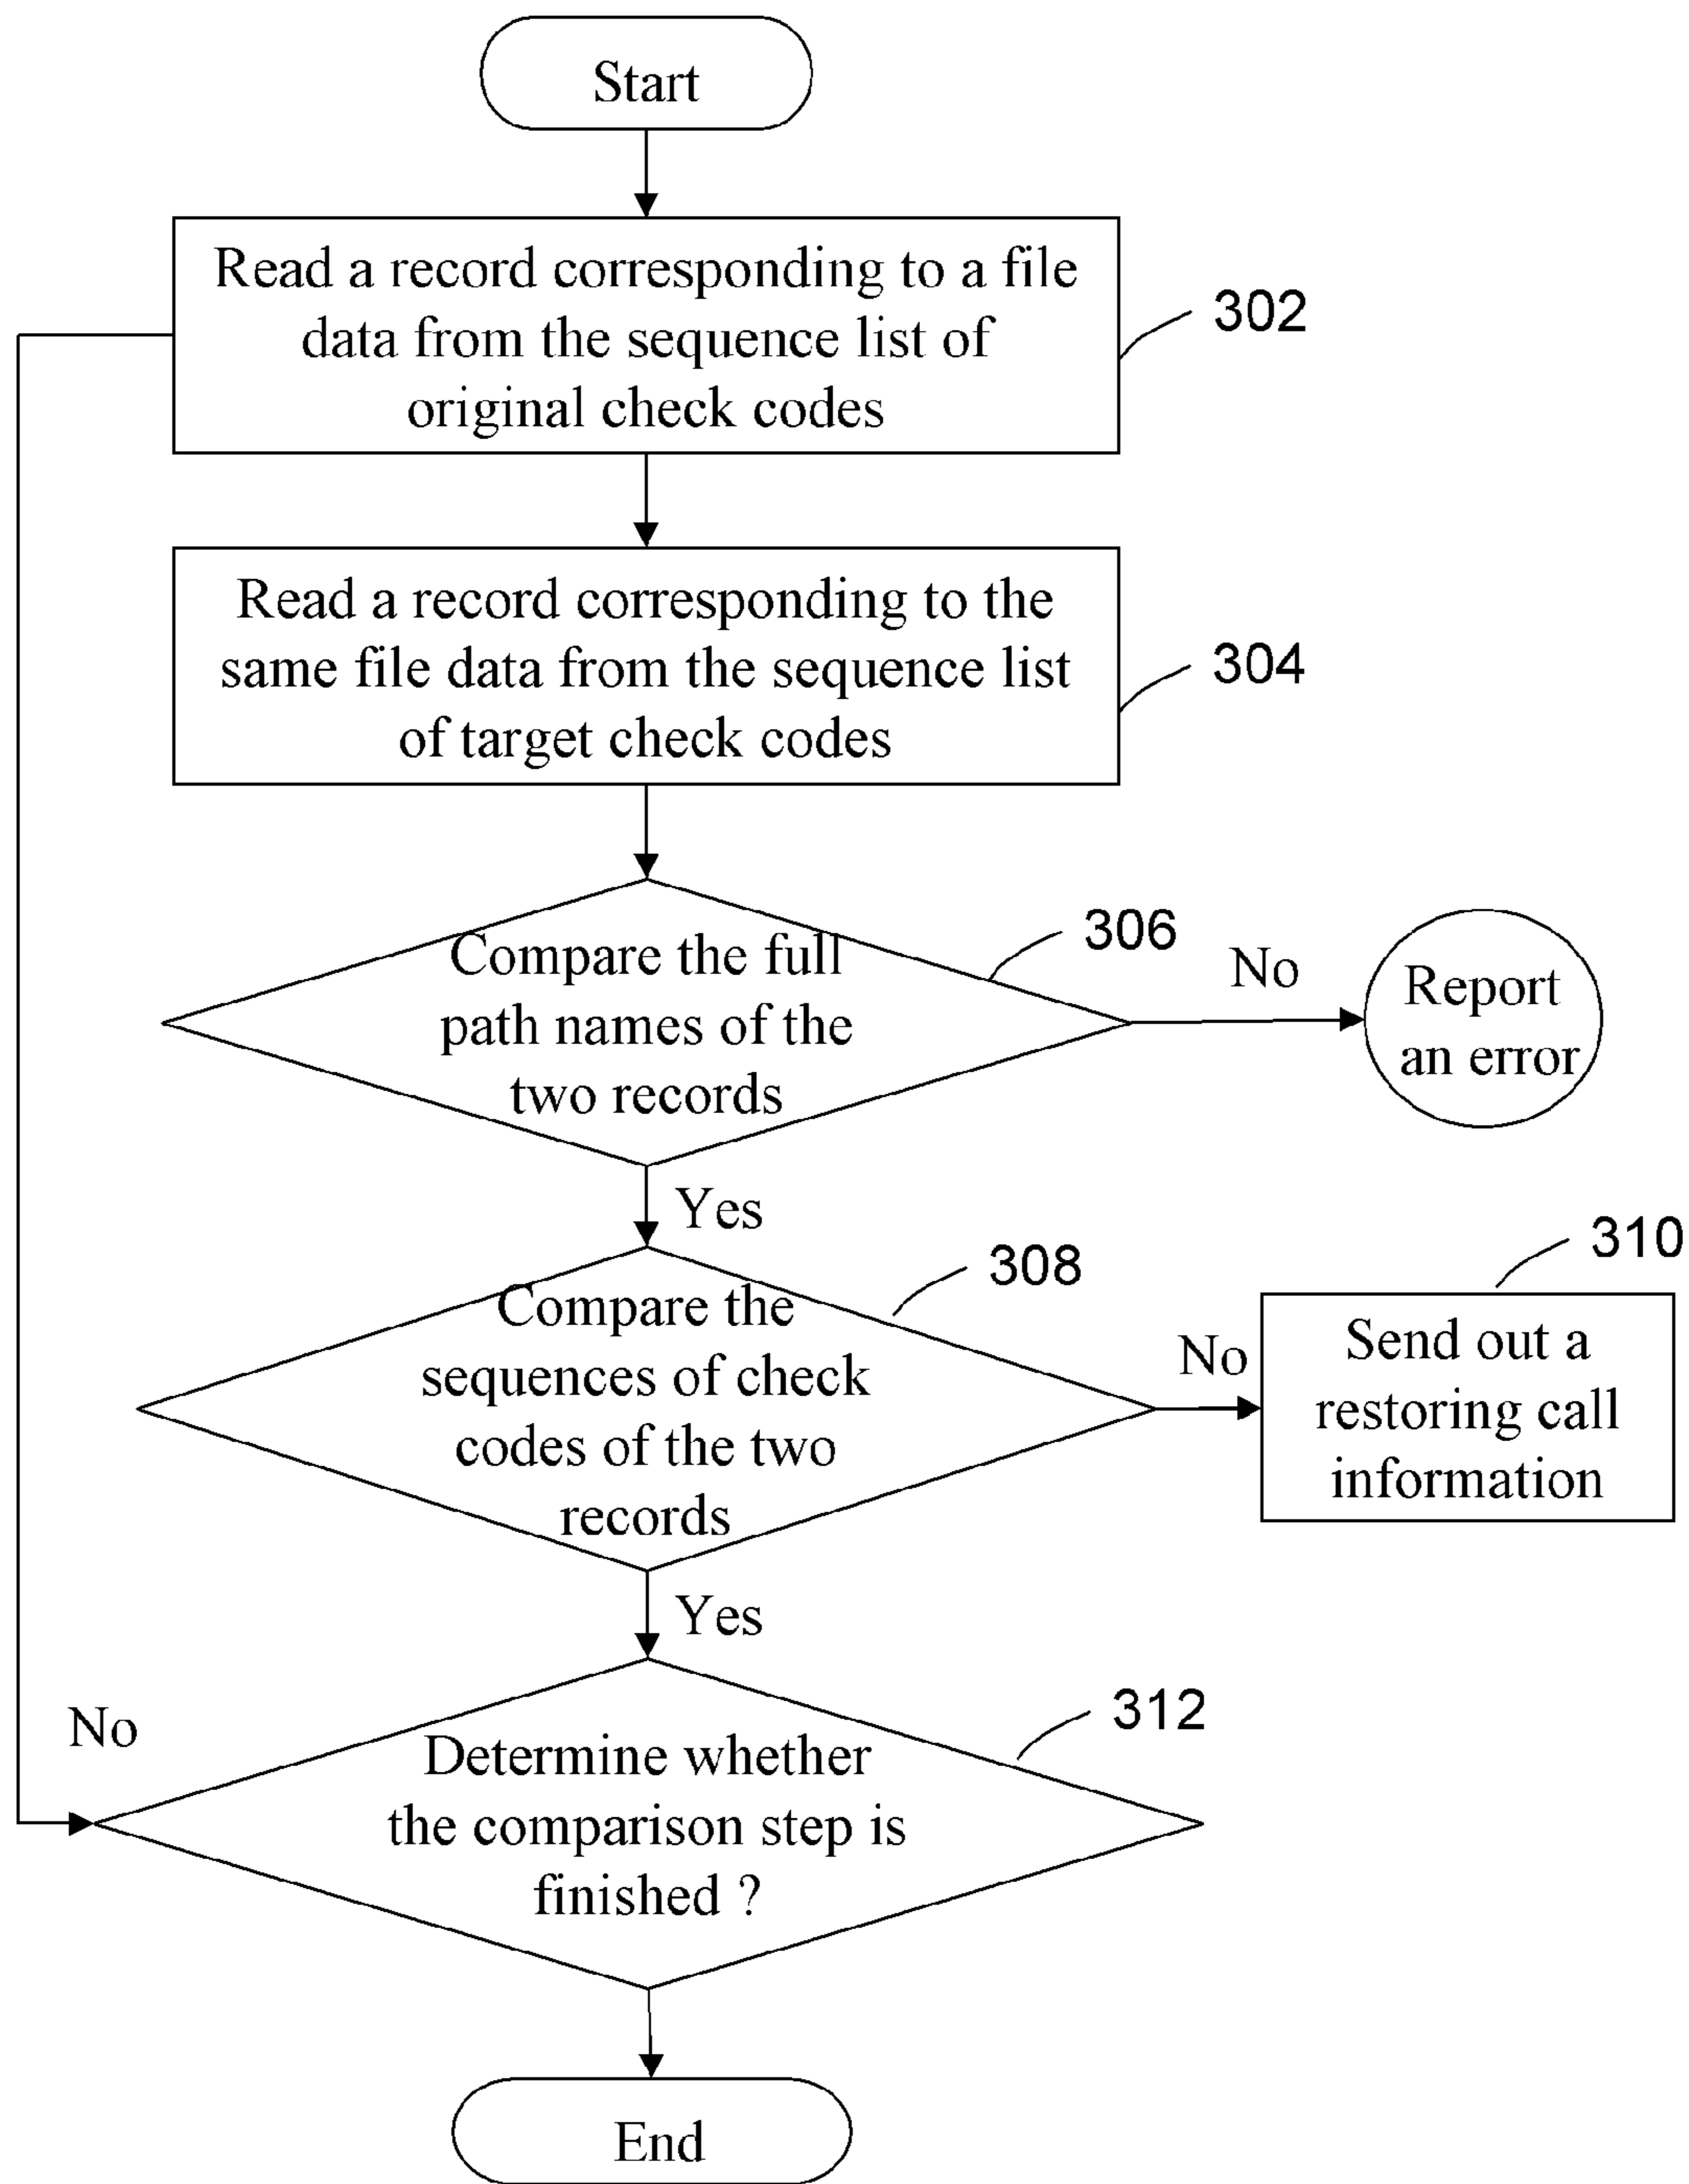 Start
Read a record corresponding to a file
data from the sequence list of
original check codes
302
Read a record corresponding to the
same file data from the sequence list
of target check codes
304
Compare the full
path names of the
two records
306
No
Report
an error
Yes
Compare the
sequences of check
codes of the two
records
308
No
310
Send out a
restoring call
information
Yes
No
Determine whether
the comparison step is
finished ?
312
End